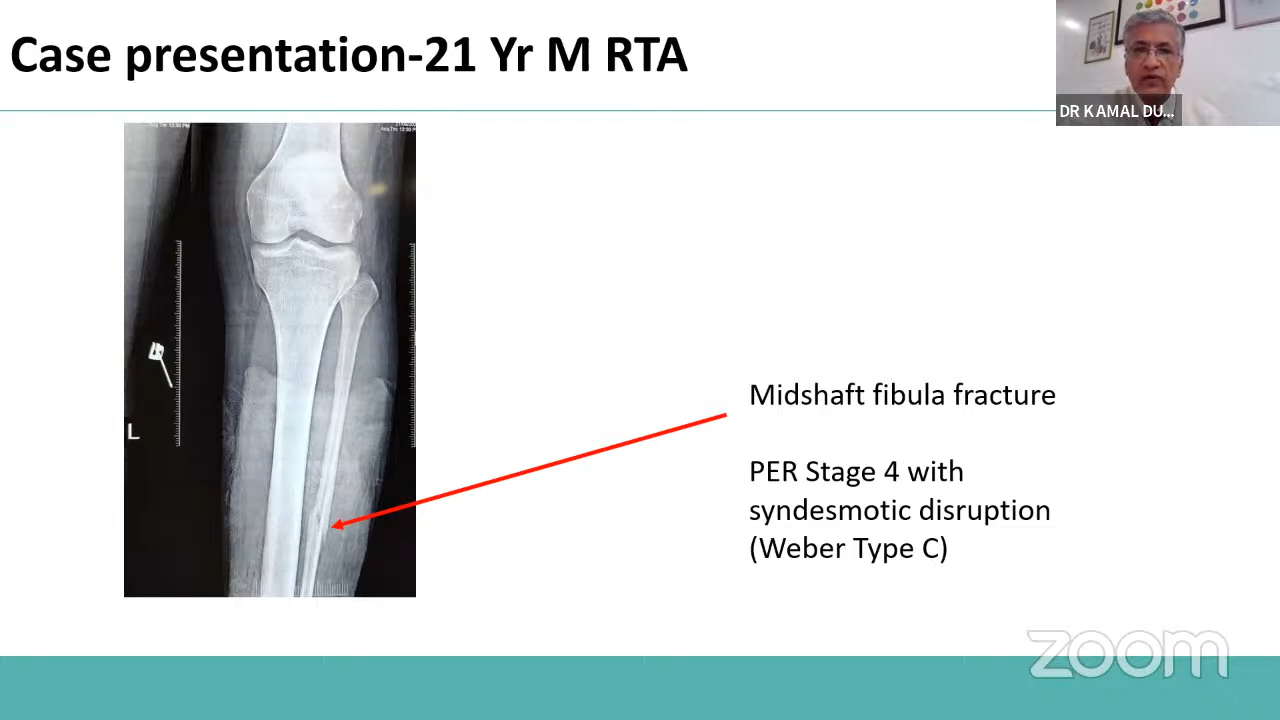 Case presentation-21 Yr M RTA
DR KAMAL DU...
L
Midshaft fibula fracture
PER Stage 4 with
syndesmotic disruption
(Weber Type C)
zoom